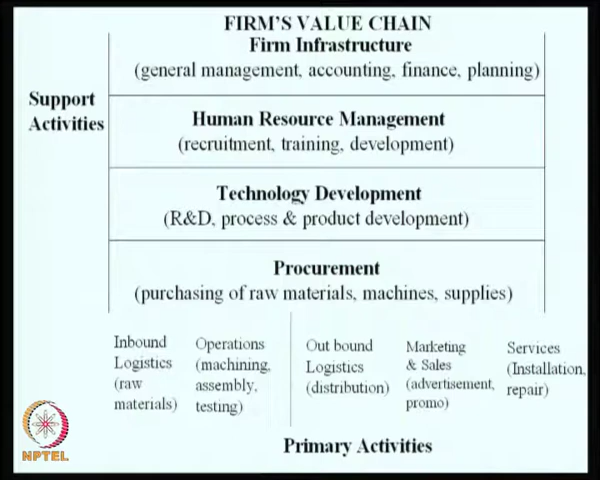 FIRM'S VALUE CHAIN
Firm Infrastructure
(general management, accounting, finance, planning)
Support
Activities
Human Resource Management
(recruitment, training, development)
Technology Development
(R&D, process & product development)
Procurement
(purchasing of raw materials, machines, supplies)
Inbound
Logistics
(raw
materials)
Operations
(machining,
assembly,
testing)
Out bound
Logistics
(distribution)
Marketing
& Sales
(advertisement,
promo)
Services
(Installation,
repair)
Primary Activities
NPTEL